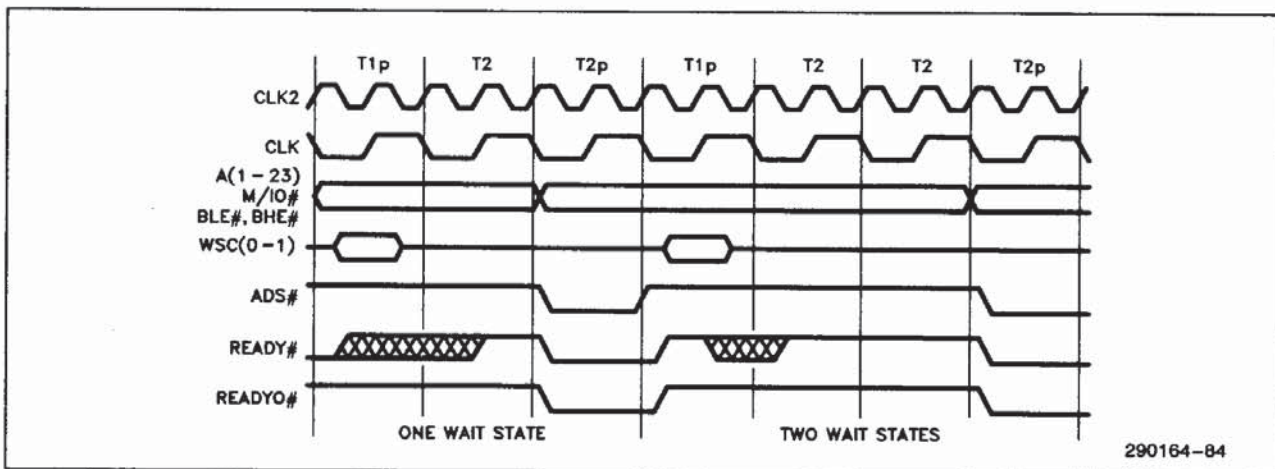 T1p T2 T2p T1p T2 T2 T2p
CLK2
CLK
A(1-23)
M/IO#
BLE#, BHE#
WSC(0-1)
ADS#
READY#
READYO#
ONE WAIT STATE TWO WAIT STATES
290164-84